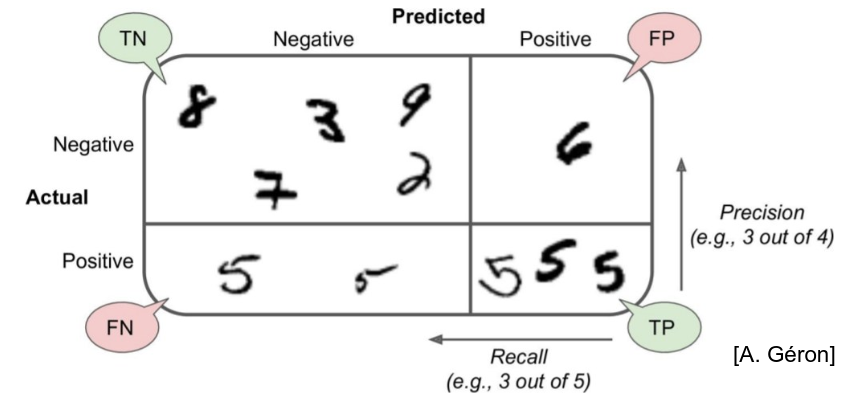 Predicted
TN Negative Positive FP
8 3 9
6
Negative
7 2
Actual
Precision
(e.g., 3 out of 4)
Positive
5 5 5 5 5
FN TP
Recall
(e.g., 3 out of 5)
[A. Géron]